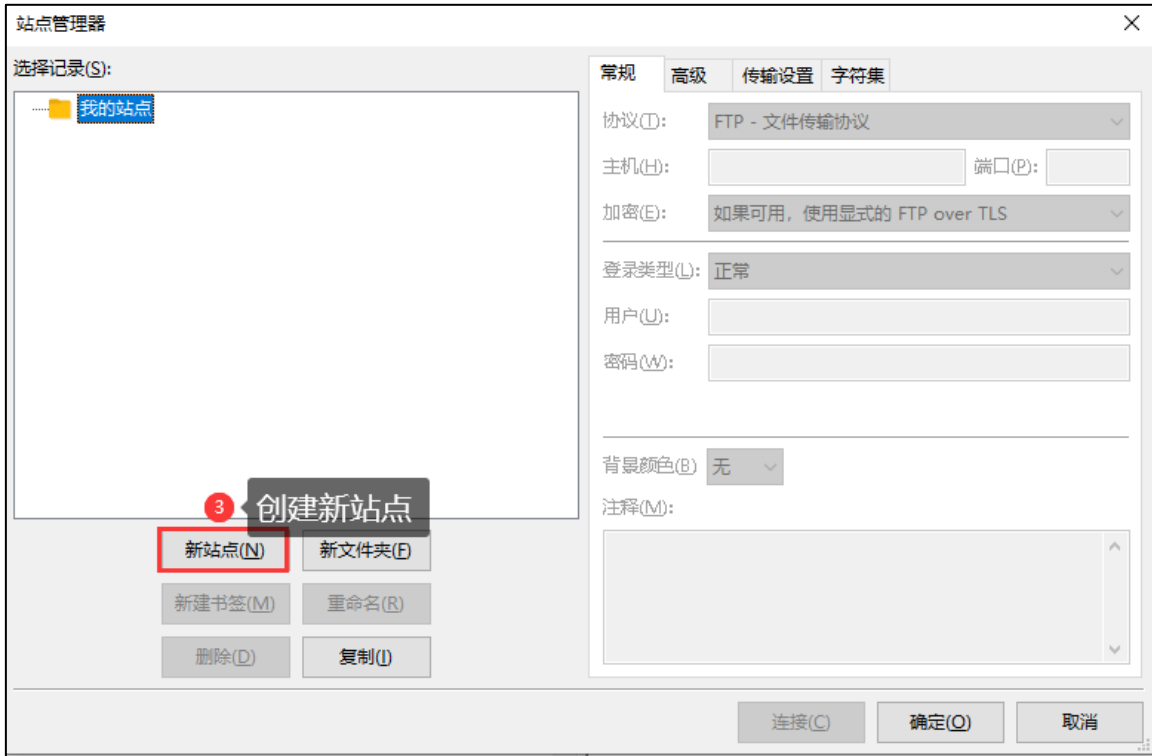 站点管理器
选择记录(S):
我的站点
3 创建新站点
新站点(N) 新文件夹(F)
新建书签(M) 重命名(R)
删除(D) 复制(I)
常规 高级 传输设置 字符集
协议(T): FTP - 文件传输协议
主机(H): 端口(P):
加密(E): 如果可用，使用显式的 FTP over TLS
登录类型(L): 正常
用户(U):
密码(W):
背景颜色(B) 无
注释(M):
连接(C) 确定(O) 取消